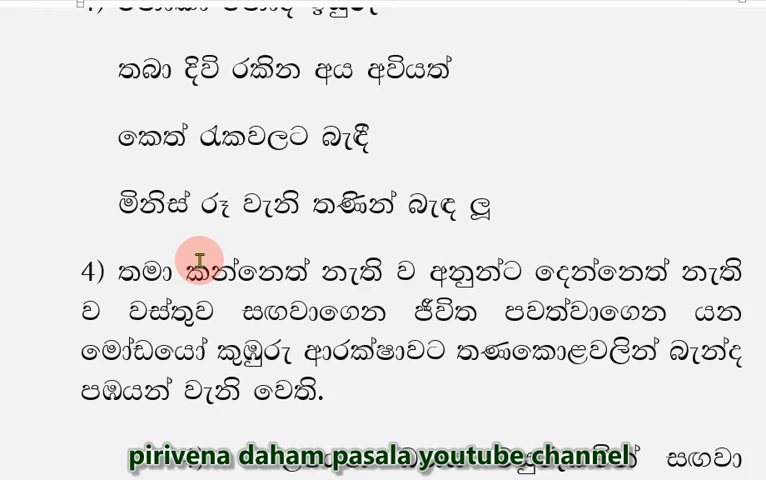 තබා දිවි රකින අය අවියත්
කෙත් රැකවලට බැඳී
මිනිස් රූ වැනි තණින් බැඳ ලූ
4) තමා කන්නෙත් නැති ව අනුන්ට දෙන්නෙත් නැති
ව වස්තුව සඟවාගෙන ජීවිත පවත්වාගෙන යන
මෝඩයෝ කුඹුරු ආරක්ෂාවට තණකොළවලින් බැන්ද
පඹයන් වැනි වෙති.
pirivena daham pasala youtube channel
සඟවා